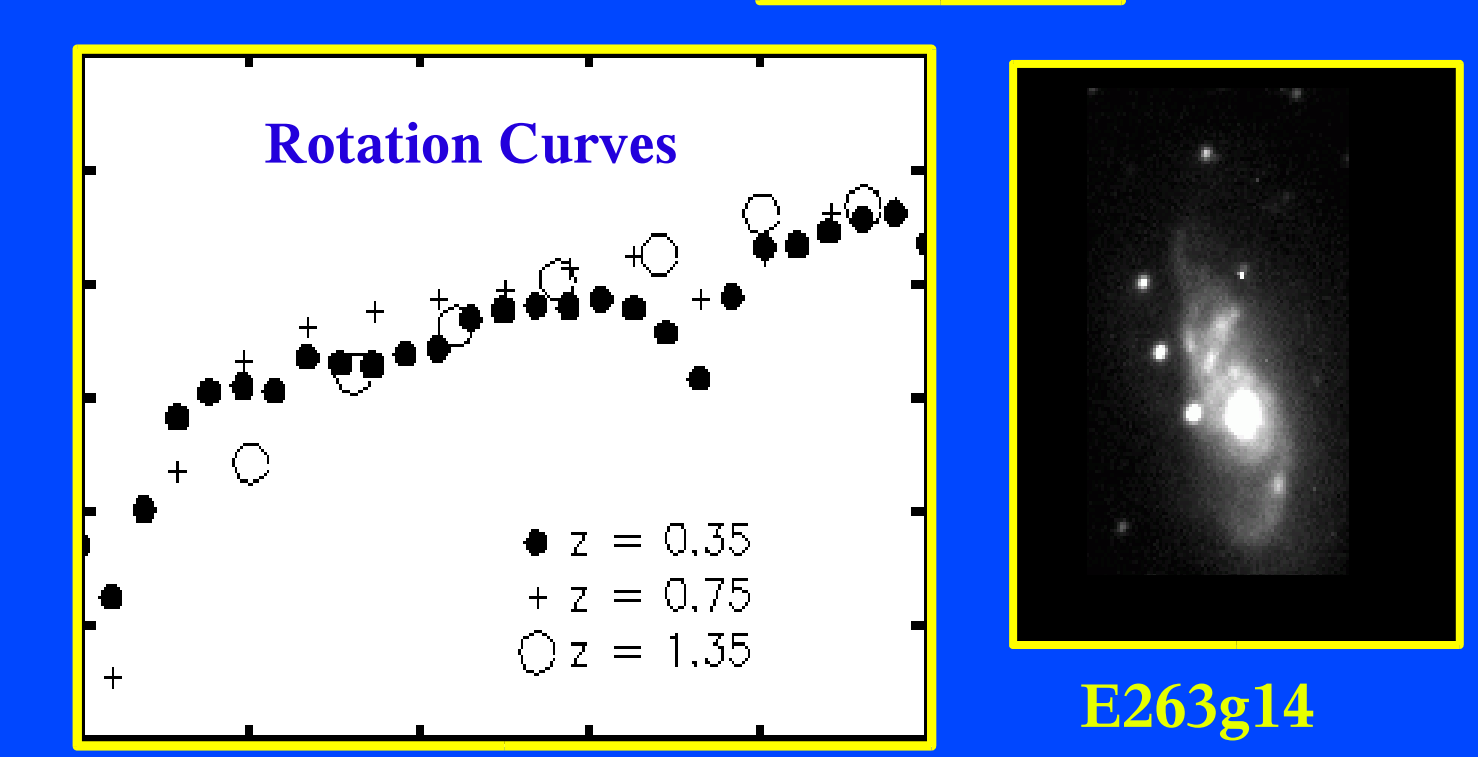 Rotation Curves
z = 0.35
z = 0.75
z = 1.35
E263g14